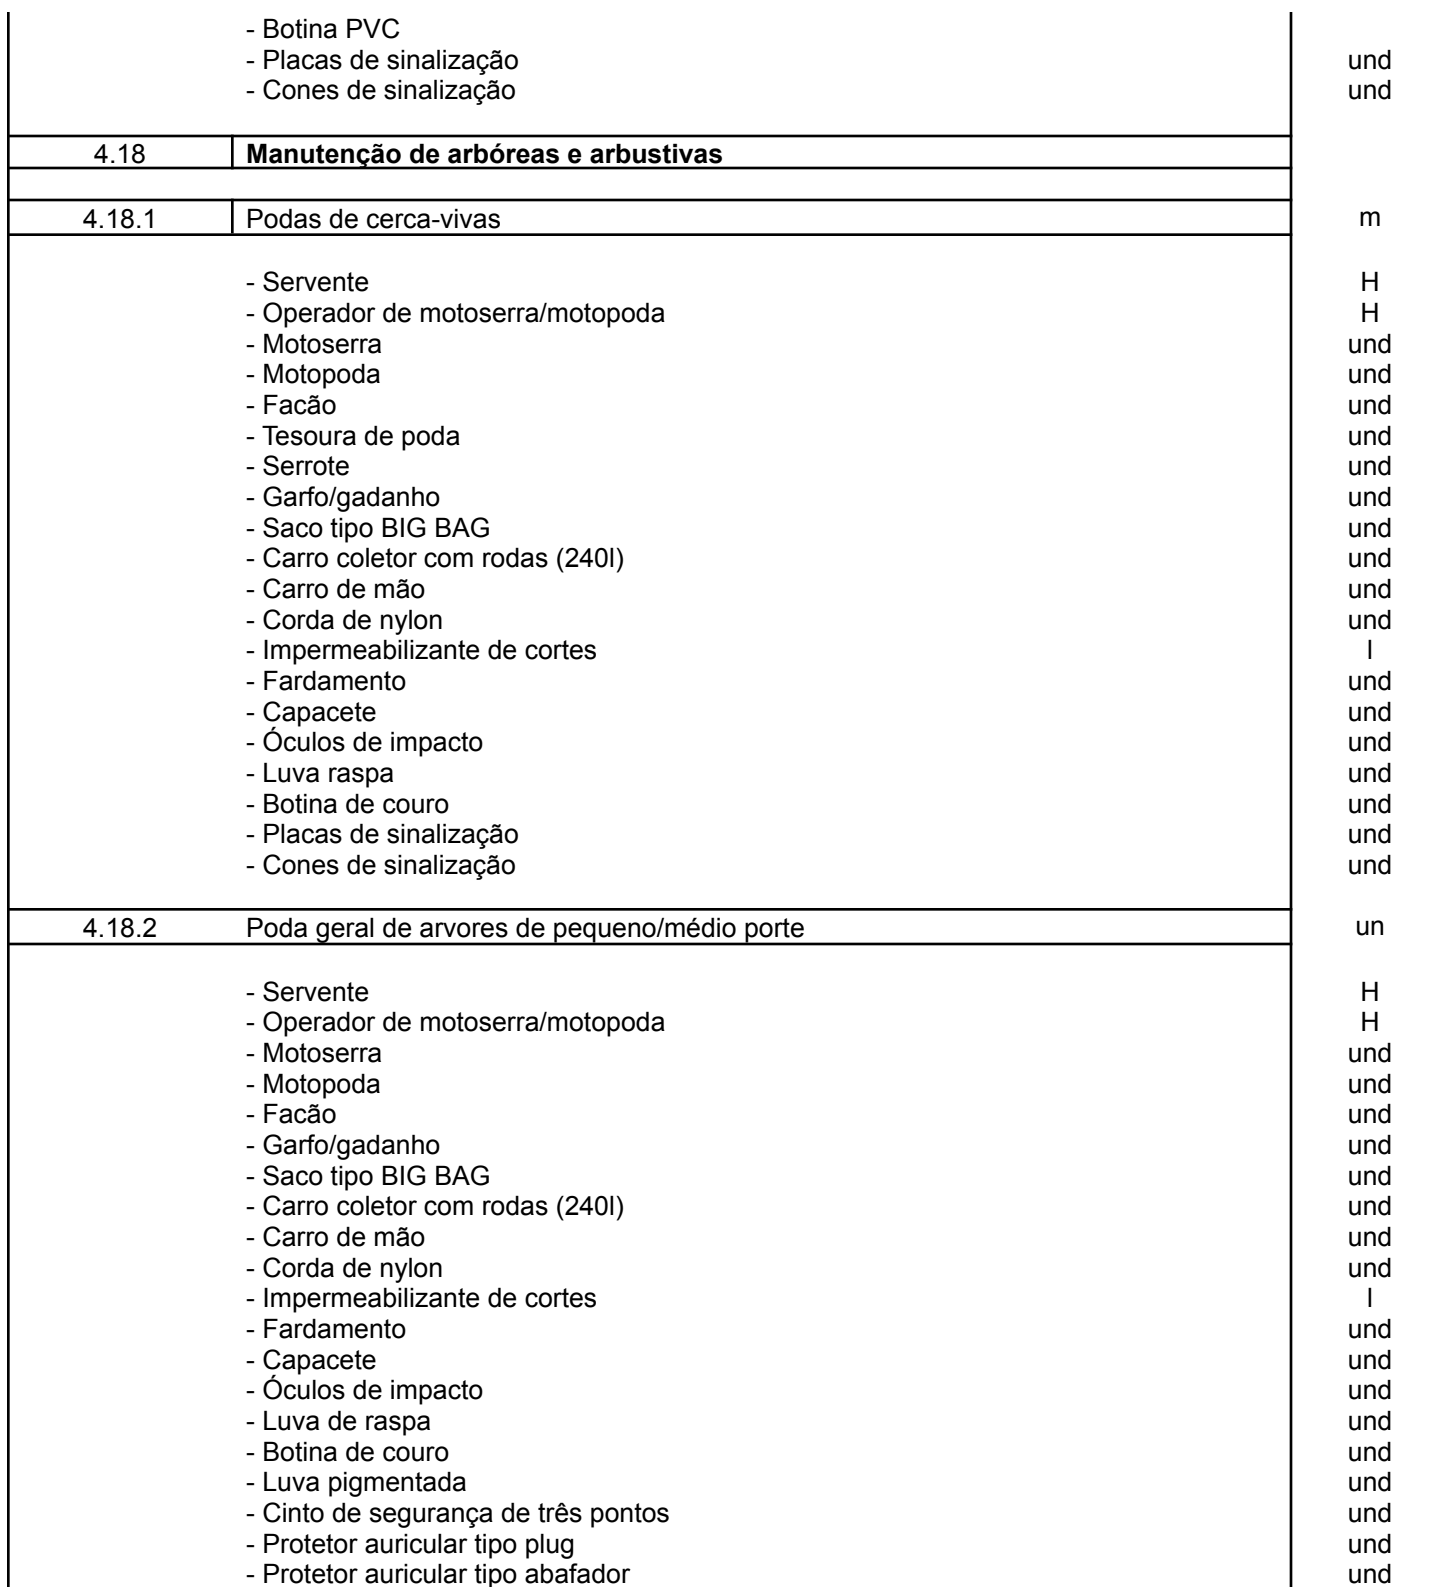 - Botina PVC
- Placas de sinalização und
- Cones de sinalização und
4.18 Manutenção de arbóreas e arbustivas
4.18.1 Podas de cerca-vivas m
- Servente H
- Operador de motoserra/motopoda H
- Motoserra und
- Motopoda und
- Facão und
- Tesoura de poda und
- Serrote und
- Garfo/gadanho und
- Saco tipo BIG BAG und
- Carro coletor com rodas (240l) und
- Carro de mão und
- Corda de nylon und
- Impermeabilizante de cortes l
- Fardamento und
- Capacete und
- Óculos de impacto und
- Luva raspa und
- Botina de couro und
- Placas de sinalização und
- Cones de sinalização und
4.18.2 Poda geral de arvores de pequeno/médio porte un
- Servente H
- Operador de motoserra/motopoda H
- Motoserra und
- Motopoda und
- Facão und
- Garfo/gadanho und
- Saco tipo BIG BAG und
- Carro coletor com rodas (240l) und
- Carro de mão und
- Corda de nylon und
- Impermeabilizante de cortes l
- Fardamento und
- Capacete und
- Óculos de impacto und
- Luva de raspa und
- Botina de couro und
- Luva pigmentada und
- Cinto de segurança de três pontos und
- Protetor auricular tipo plug und
- Protetor auricular tipo abafador und